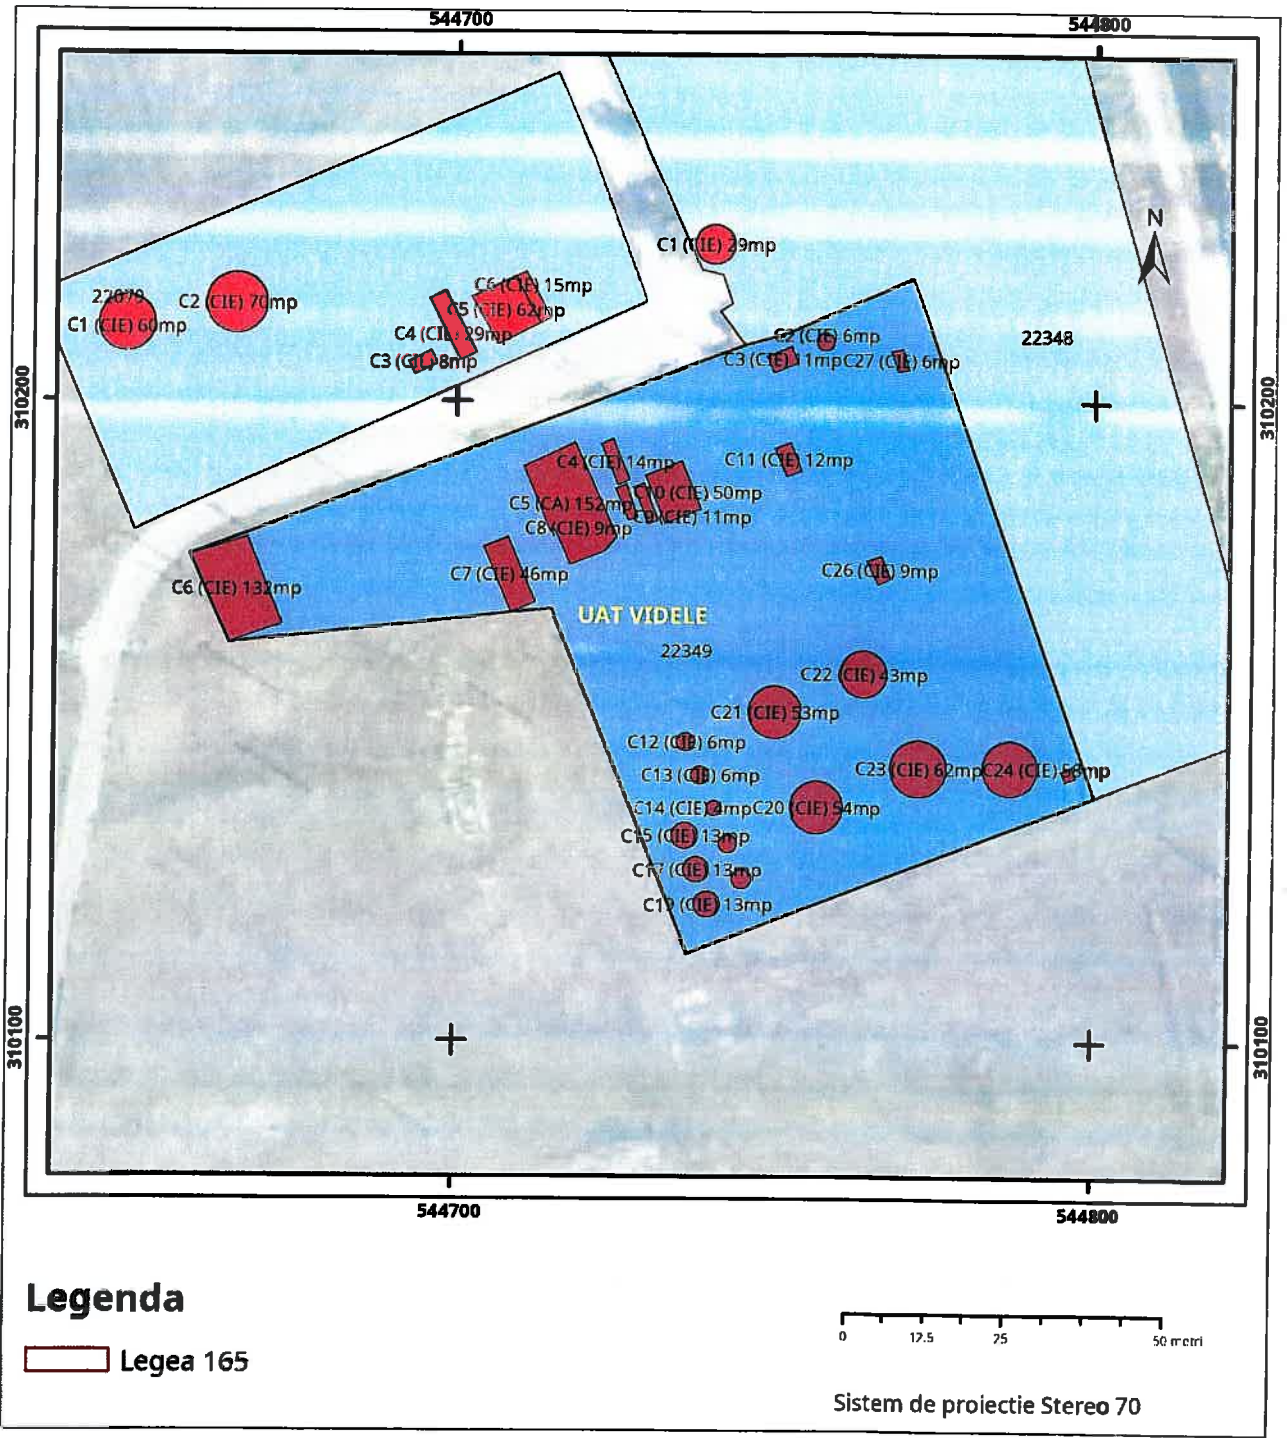 544700
544800
C1 (CIE) 29mp
N
C6 (CIE) 15mp
22079
C2 (CIE) 70mp
C5 (CIE) 62mp
C1 (CIE) 60mp
C4 (CIE) 29mp
C2 (CIE) 6mp
22348
C3 (CIE) 8mp
C3 (CIE) 11mp
C27 (CIE) 6mp
310200
310200
C4 (CIE) 14mp
C11 (CIE) 12mp
C10 (CIE) 50mp
C5 (CA) 152mp
C9 (CIE) 11mp
C8 (CIE) 9mp
C7 (CIE) 46mp
C26 (CIE) 9mp
C6 (CIE) 132mp
UAT VIDELE
22349
C22 (CIE) 43mp
C21 (CIE) 53mp
C12 (CIE) 6mp
C23 (CIE) 62mp
C24 (CIE) 58mp
C13 (CIE) 6mp
C14 (CIE) 4mp
C20 (CIE) 54mp
C15 (CIE) 13mp
C17 (CIE) 13mp
C19 (CIE) 13mp
310100
310100
544700
544800
Legenda
Legea 165
0 12.5 25 50 metri
Sistem de proiectie Stereo 70